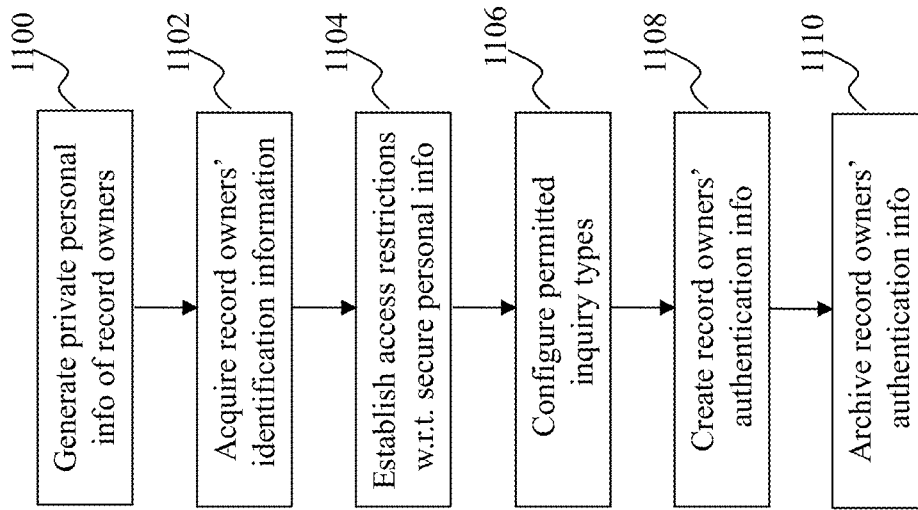 1100
Generate private personal
info of record owners
1102
Acquire record owners’
identification information
1104
Establish access restrictions
w.r.t. secure personal info
1106
Configure permitted
inquiry types
1108
Create record owners’
authentication info
1110
Archive record owners’
authentication info